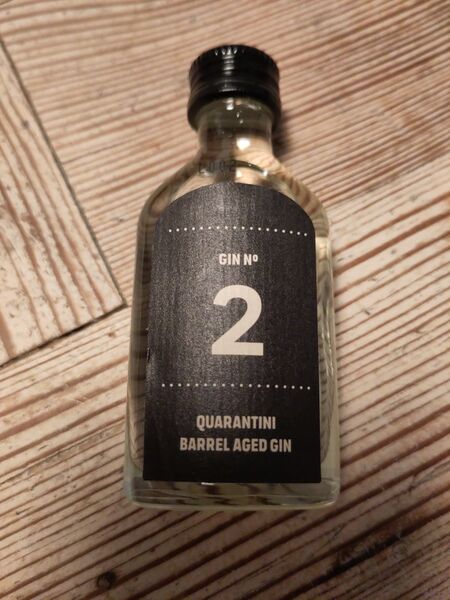 GIN Nº
2
QUARANTINI
BARREL AGED GIN